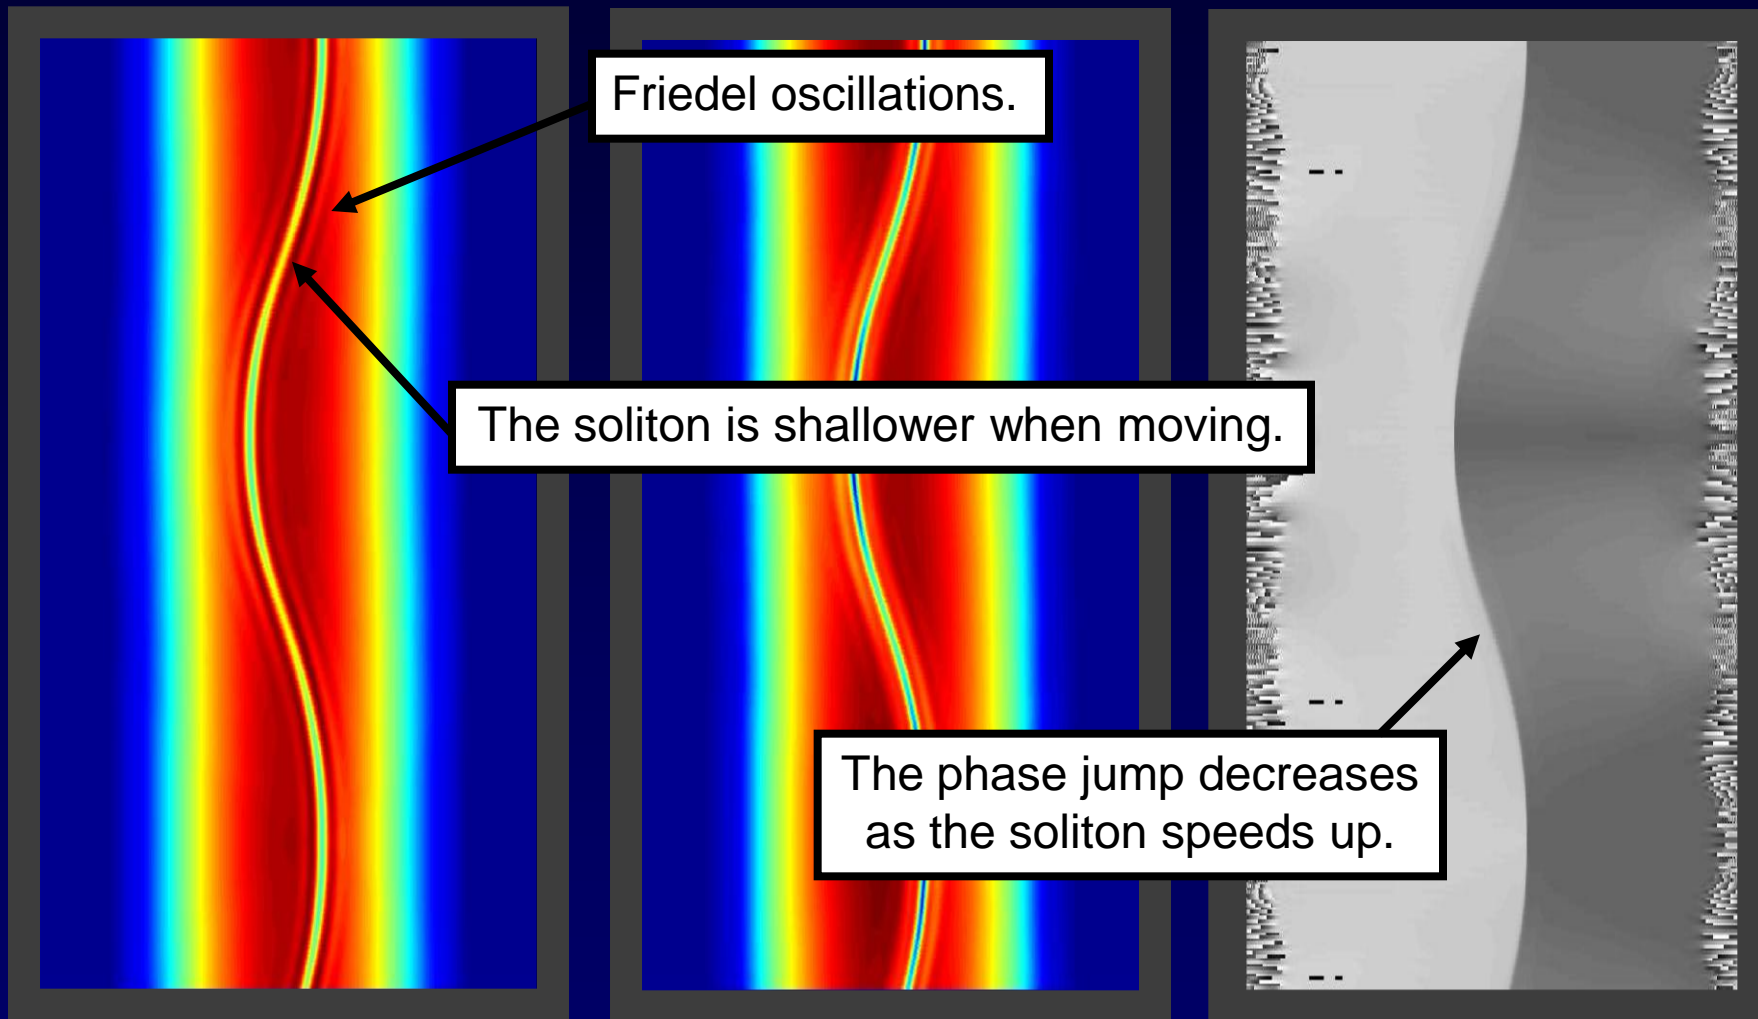 Friedel oscillations.
The soliton is shallower when moving.
The phase jump decreases
as the soliton speeds up.